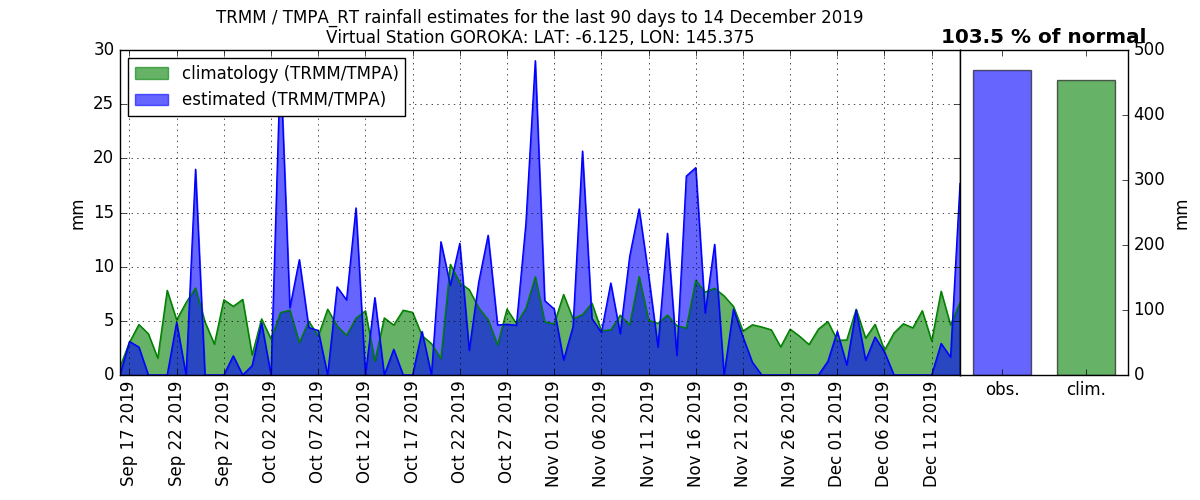 TRMM / TMPA_RT rainfall estimates for the last 90 days to 14 December 2019
Virtual Station GOROKA: LAT: -6.125, LON: 145.375
103.5 % of normal
climatology (TRMM/TMPA)
estimated (TRMM/TMPA)
30
25
20
15
10
5
0
mm
Sep 17 2019
Sep 22 2019
Sep 27 2019
Oct 02 2019
Oct 07 2019
Oct 12 2019
Oct 17 2019
Oct 22 2019
Oct 27 2019
Nov 01 2019
Nov 06 2019
Nov 11 2019
Nov 16 2019
Nov 21 2019
Nov 26 2019
Dec 01 2019
Dec 06 2019
Dec 11 2019
obs.
clim.
500
400
300
200
100
0
mm